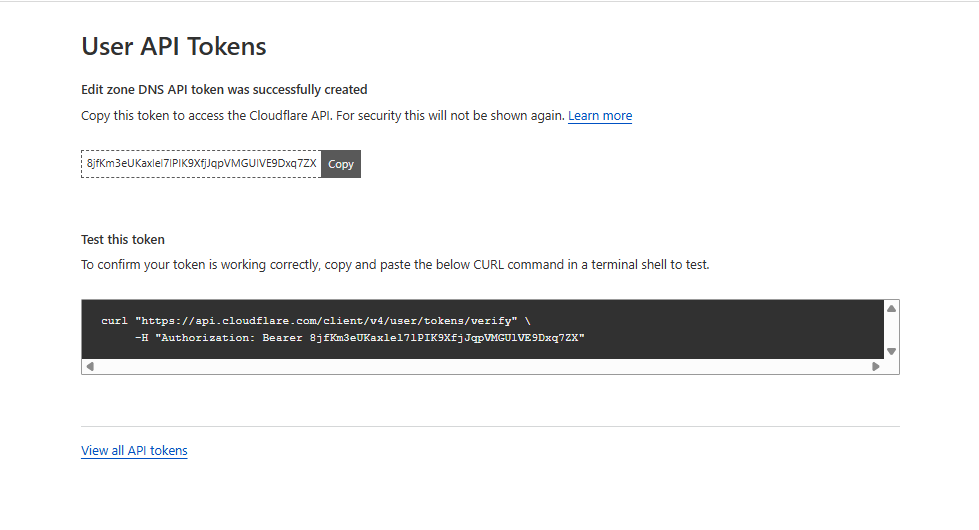 User API Tokens
Edit zone DNS API token was successfully created
Copy this token to access the Cloudflare API. For security this will not be shown again. Learn more
8jfKm3eUKaxlel7lPIK9XfjJqpVMGUlVE9Dxq7ZX Copy
Test this token
To confirm your token is working correctly, copy and paste the below CURL command in a terminal shell to test.
curl "https://api.cloudflare.com/client/v4/user/tokens/verify" \
-H "Authorization: Bearer 8jfKm3eUKaxlel7lPIK9XfjJqpVMGUlVE9Dxq7ZX"
View all API tokens